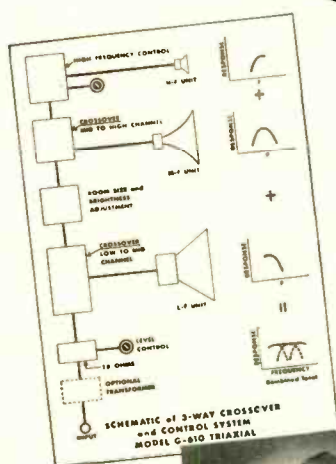 HIGH FREQUENCY CONTROL
H-F UNIT
RESPONSE
+
CROSSOVER
MID TO HIGH CHANNEL
M-F UNIT
RESPONSE
+
ROOM SIZE and
BRIGHTNESS
ADJUSTMENT
CROSSOVER
LOW TO MID
CHANNEL
L-F UNIT
RESPONSE
=
LEVEL
CONTROL
16 OHMS
RESPONSE
FREQUENCY
Combined Total
OPTIONAL
TRANSFORMER
INPUT
SCHEMATIC of 3-WAY CROSSOVER
and CONTROL SYSTEM
MODEL G-610 TRIAXIAL